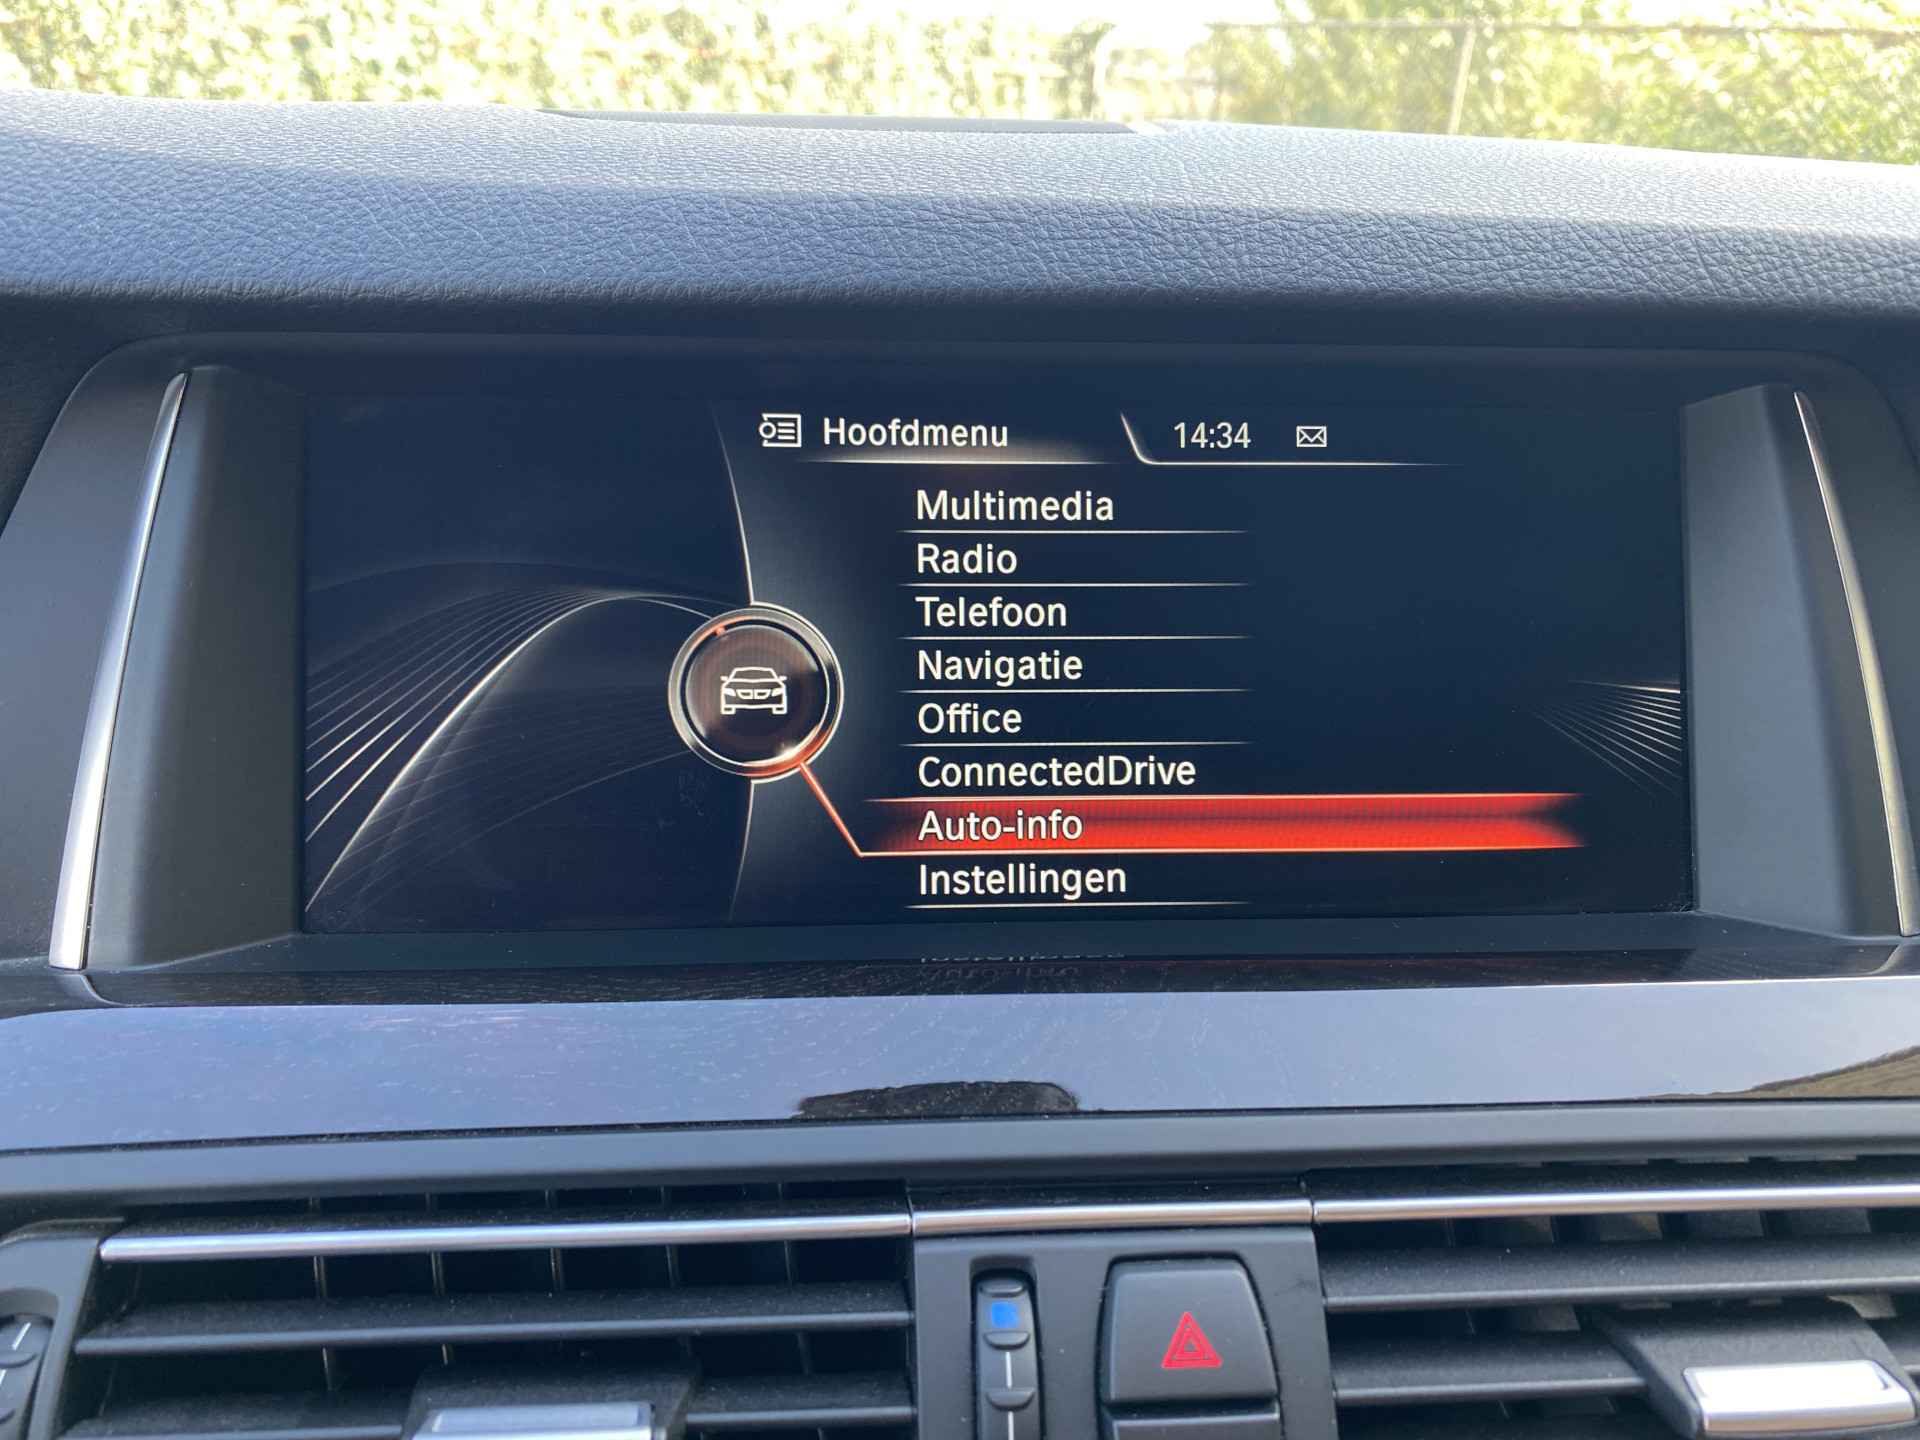 Hoofdmenu 14:34
Multimedia
Radio
Telefoon
Navigatie
Office
ConnectedDrive
Auto-info
Instellingen